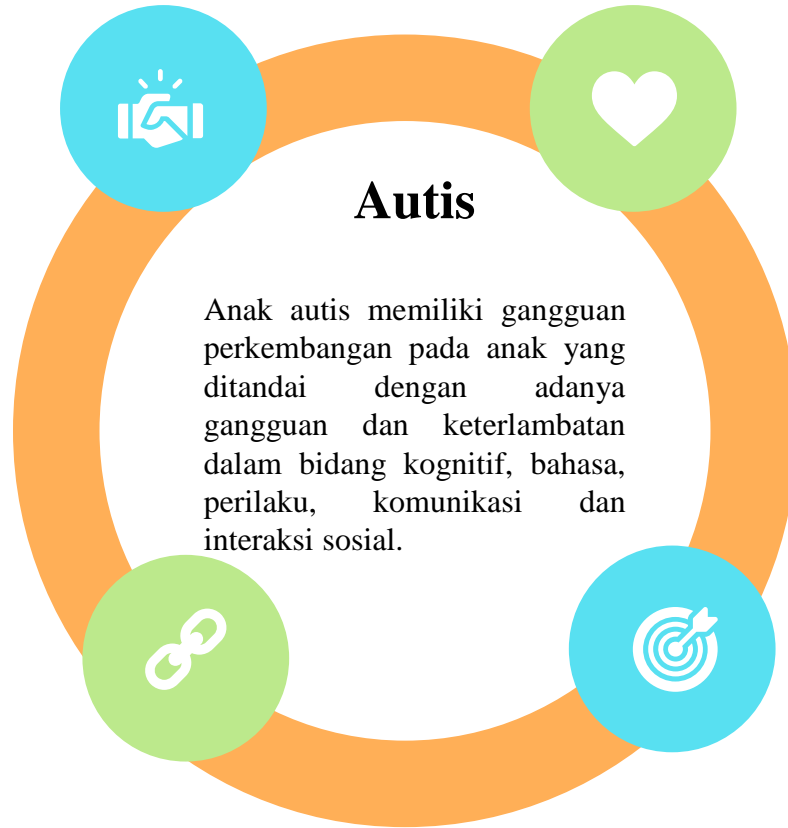 Autis
Anak autis memiliki gangguan
perkembangan pada anak yang
ditandai dengan adanya
gangguan dan keterlambatan
dalam bidang kognitif, bahasa,
perilaku, komunikasi dan
interaksi sosial.